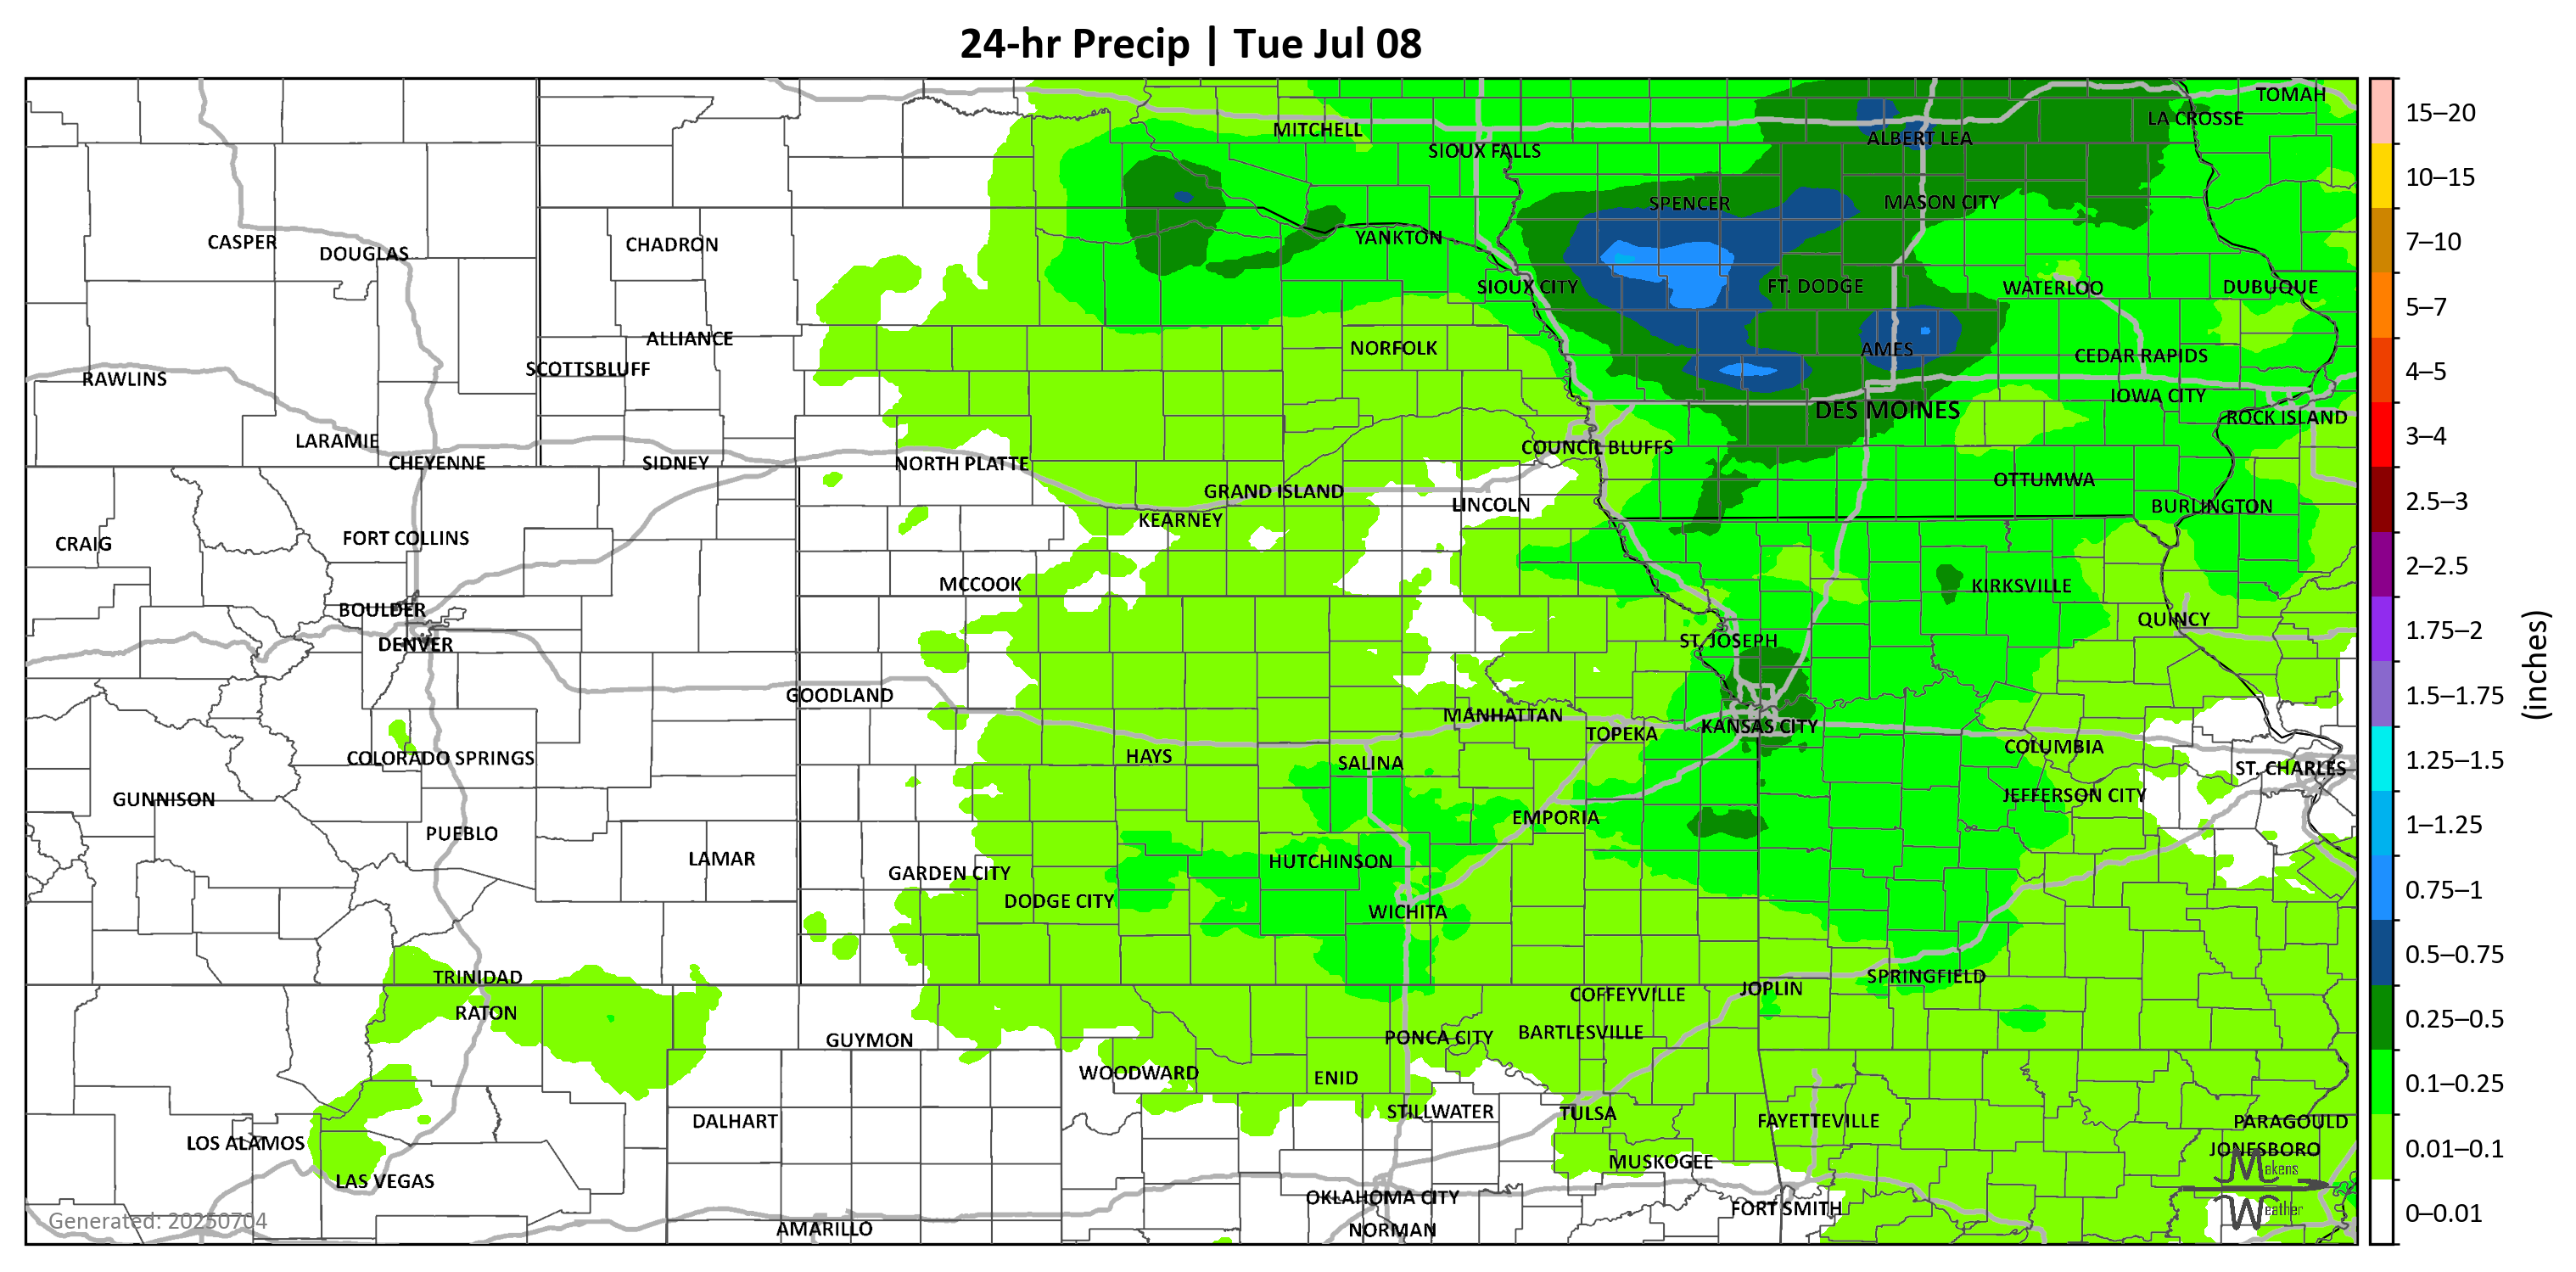 24-hr Precip | Tue Jul 08
TOMAH
LA CROSSE
MITCHELL
ALBERT LEA
SIOUX FALLS
SPENCER
MASON CITY
CASPER
DOUGLAS
CHADRON
YANKTON
SIOUX CITY
FT. DODGE
WATERLOO
DUBUQUE
ALLIANCE
NORFOLK
AMES
CEDAR RAPIDS
SCOTTSBLUFF
RAWLINS
IOWA CITY
DES MOINES
ROCK ISLAND
LARAMIE
COUNCIL BLUFFS
CHEYENNE
SIDNEY
NORTH PLATTE
OTTUMWA
GRAND ISLAND
LINCOLN
BURLINGTON
KEARNEY
FORT COLLINS
CRAIG
MCCOOK
KIRKSVILLE
BOULDER
QUINCY
DENVER
ST. JOSEPH
GOODLAND
MANHATTAN
KANSAS CITY
TOPEKA
COLUMBIA
COLORADO SPRINGS
HAYS
SALINA
ST. CHARLES
GUNNISON
JEFFERSON CITY
EMPORIA
PUEBLO
LAMAR
HUTCHINSON
GARDEN CITY
DODGE CITY
WICHITA
TRINIDAD
SPRINGFIELD
JOPLIN
COFFEYVILLE
RATON
GUYMON
PONCA CITY
BARTLESVILLE
WOODWARD
ENID
STILLWATER
TULSA
DALHART
FAYETTEVILLE
PARAGOULD
LOS ALAMOS
JONESBORO
MUSKOGEE
LAS VEGAS
OKLAHOMA CITY
FORT SMITH
AMARILLO
NORMAN
Makens
Weather
Generated: 20250704
15–20
10–15
7–10
5–7
4–5
3–4
2.5–3
2–2.5
1.75–2
1.5–1.75
1.25–1.5
1–1.25
0.75–1
0.5–0.75
0.25–0.5
0.1–0.25
0.01–0.1
0–0.01
(inches)